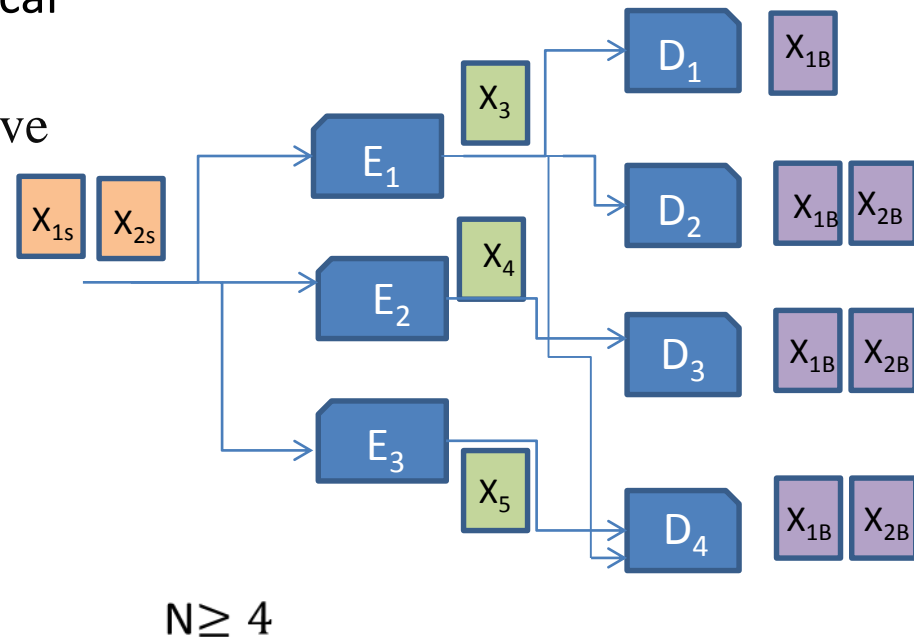 cal
ve
X1s X2s
E1
E2
E3
X3
X4
X5
D1 X1B
D2 X1B X2B
D3 X1B X2B
D4 X1B X2B
N≥ 4